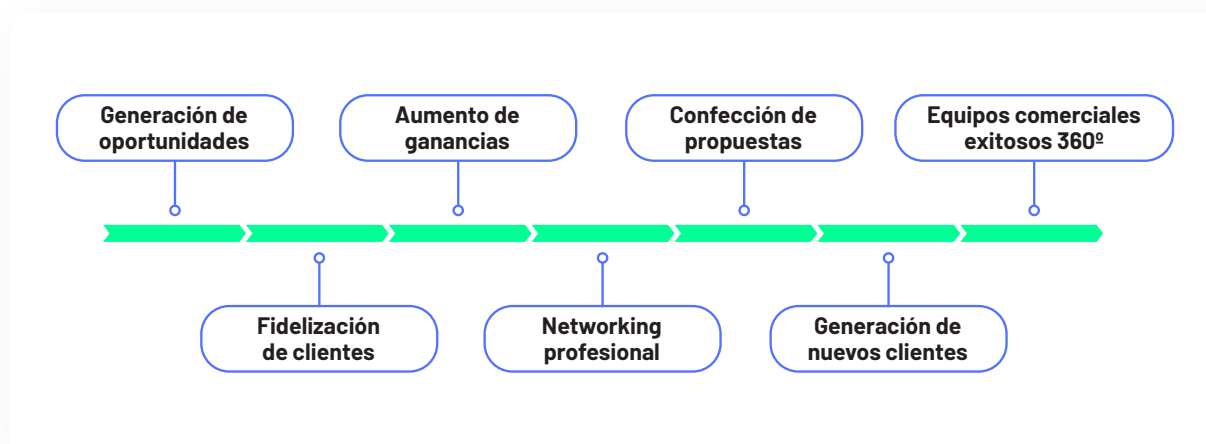 Generación de
oportunidades
Aumento de
ganancias
Confección de
propuestas
Equipos comerciales
exitosos 360º
Fidelización
de clientes
Networking
profesional
Generación de
nuevos clientes